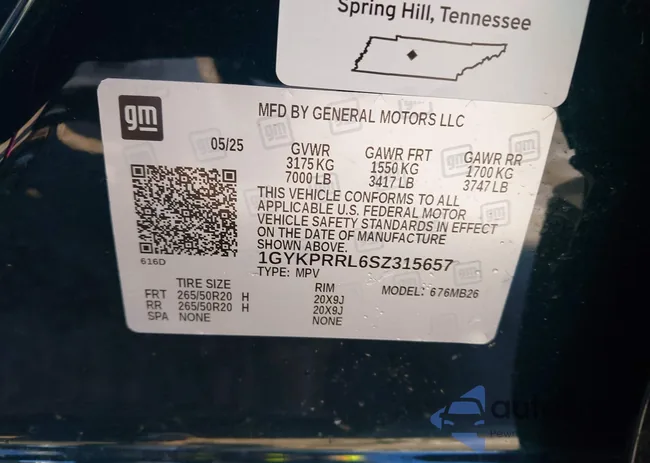 Spring Hill, Tennessee
gm
MFD BY GENERAL MOTORS LLC
05/25
GVWR GAWR FRT GAWR RR
3175 KG 1550 KG 1700 KG
7000 LB 3417 LB 3747 LB
THIS VEHICLE CONFORMS TO ALL
APPLICABLE U.S. FEDERAL MOTOR
VEHICLE SAFETY STANDARDS IN EFFECT
ON THE DATE OF MANUFACTURE
SHOWN ABOVE.
616D
1GYKPRRL6SZ315657
TYPE: MPV
TIRE SIZE RIM MODEL: 676MB26
FRT 265/50R20 H 20X9J
RR 265/50R20 H 20X9J
SPA NONE NONE